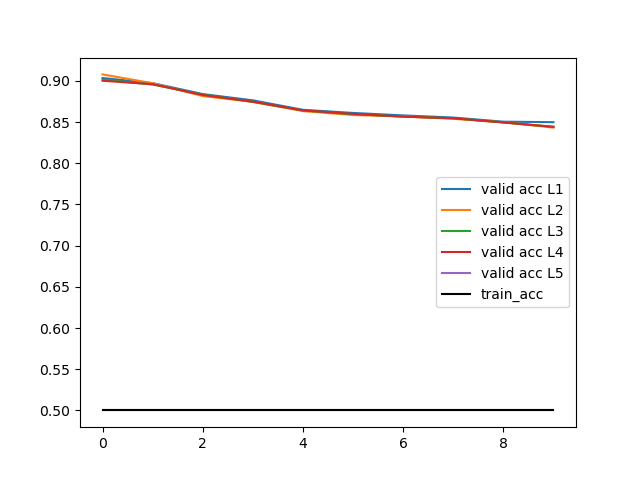 0.90
0.85
0.80
0.75
0.70
0.65
0.60
0.55
0.50
0
2
4
6
8
valid acc L1
valid acc L2
valid acc L3
valid acc L4
valid acc L5
train_acc